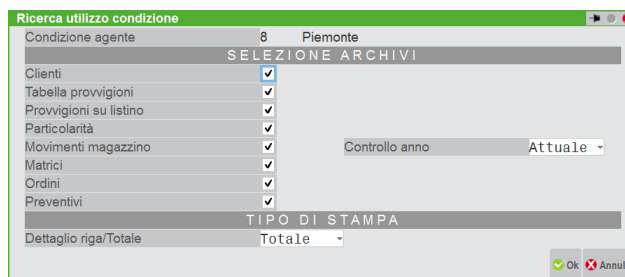 Ricerca utilizzo condizione
Condizione agente 8 Piemonte
SELEZIONE ARCHIVI
Clienti
Tabella provvigioni
Provvigioni su listino
Particolarità
Movimenti magazzino Controllo anno Attuale
Matrici
Ordini
Preventivi
TIPO DI STAMPA
Dettaglio riga/Totale Totale
Ok Annul